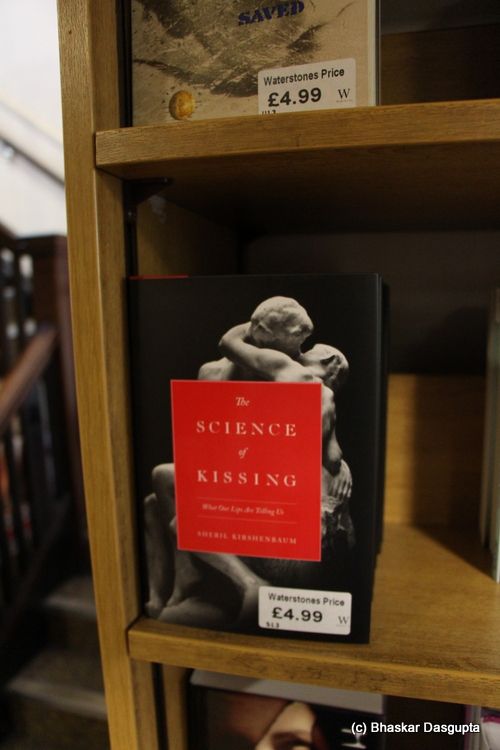 SAVED
Waterstones Price
£4.99
W
The
SCIENCE
of
KISSING
What Our Lips Are Telling Us
SHERIL KIRSHENBAUM
Waterstones Price
£4.99
513
W
(c) Bhaskar Dasgupta